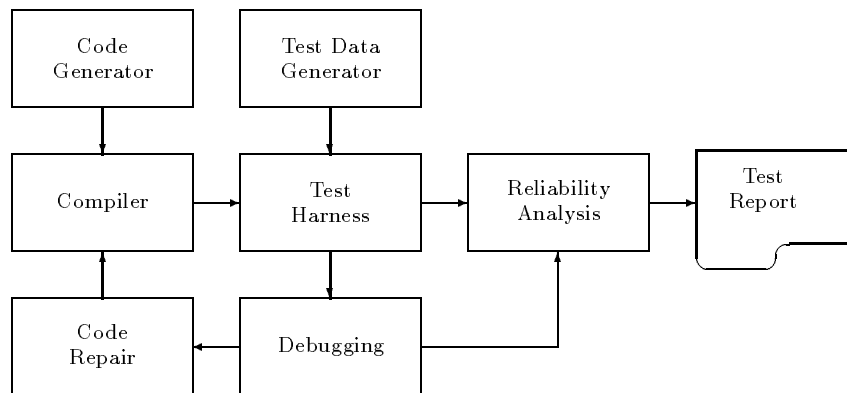 Code
Generator
Test Data
Generator
Compiler
Test
Harness
Reliability
Analysis
Test
Report
Code
Repair
Debugging